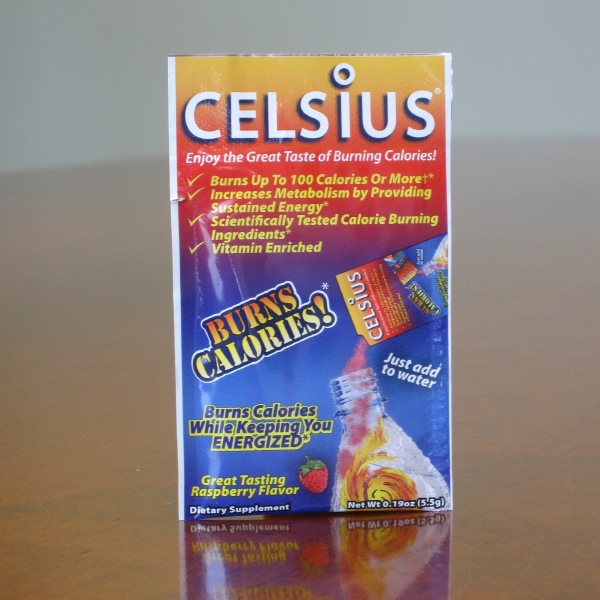 CELSiUS®
Enjoy the Great Taste of Burning Calories!
✓ Burns Up To 100 Calories Or More†*
✓ Increases Metabolism by Providing
Sustained Energy*
✓ Scientifically Tested Calorie Burning
Ingredients*
✓ Vitamin Enriched
BURNS
CALORIES!*
CELSiUS
BURNS
CALORIES!
Just add
to water
Burns Calories
While Keeping You
ENERGIZED*
Great Tasting
Raspberry Flavor
Dietary Supplement
Net Wt 0.19oz (5.5g)